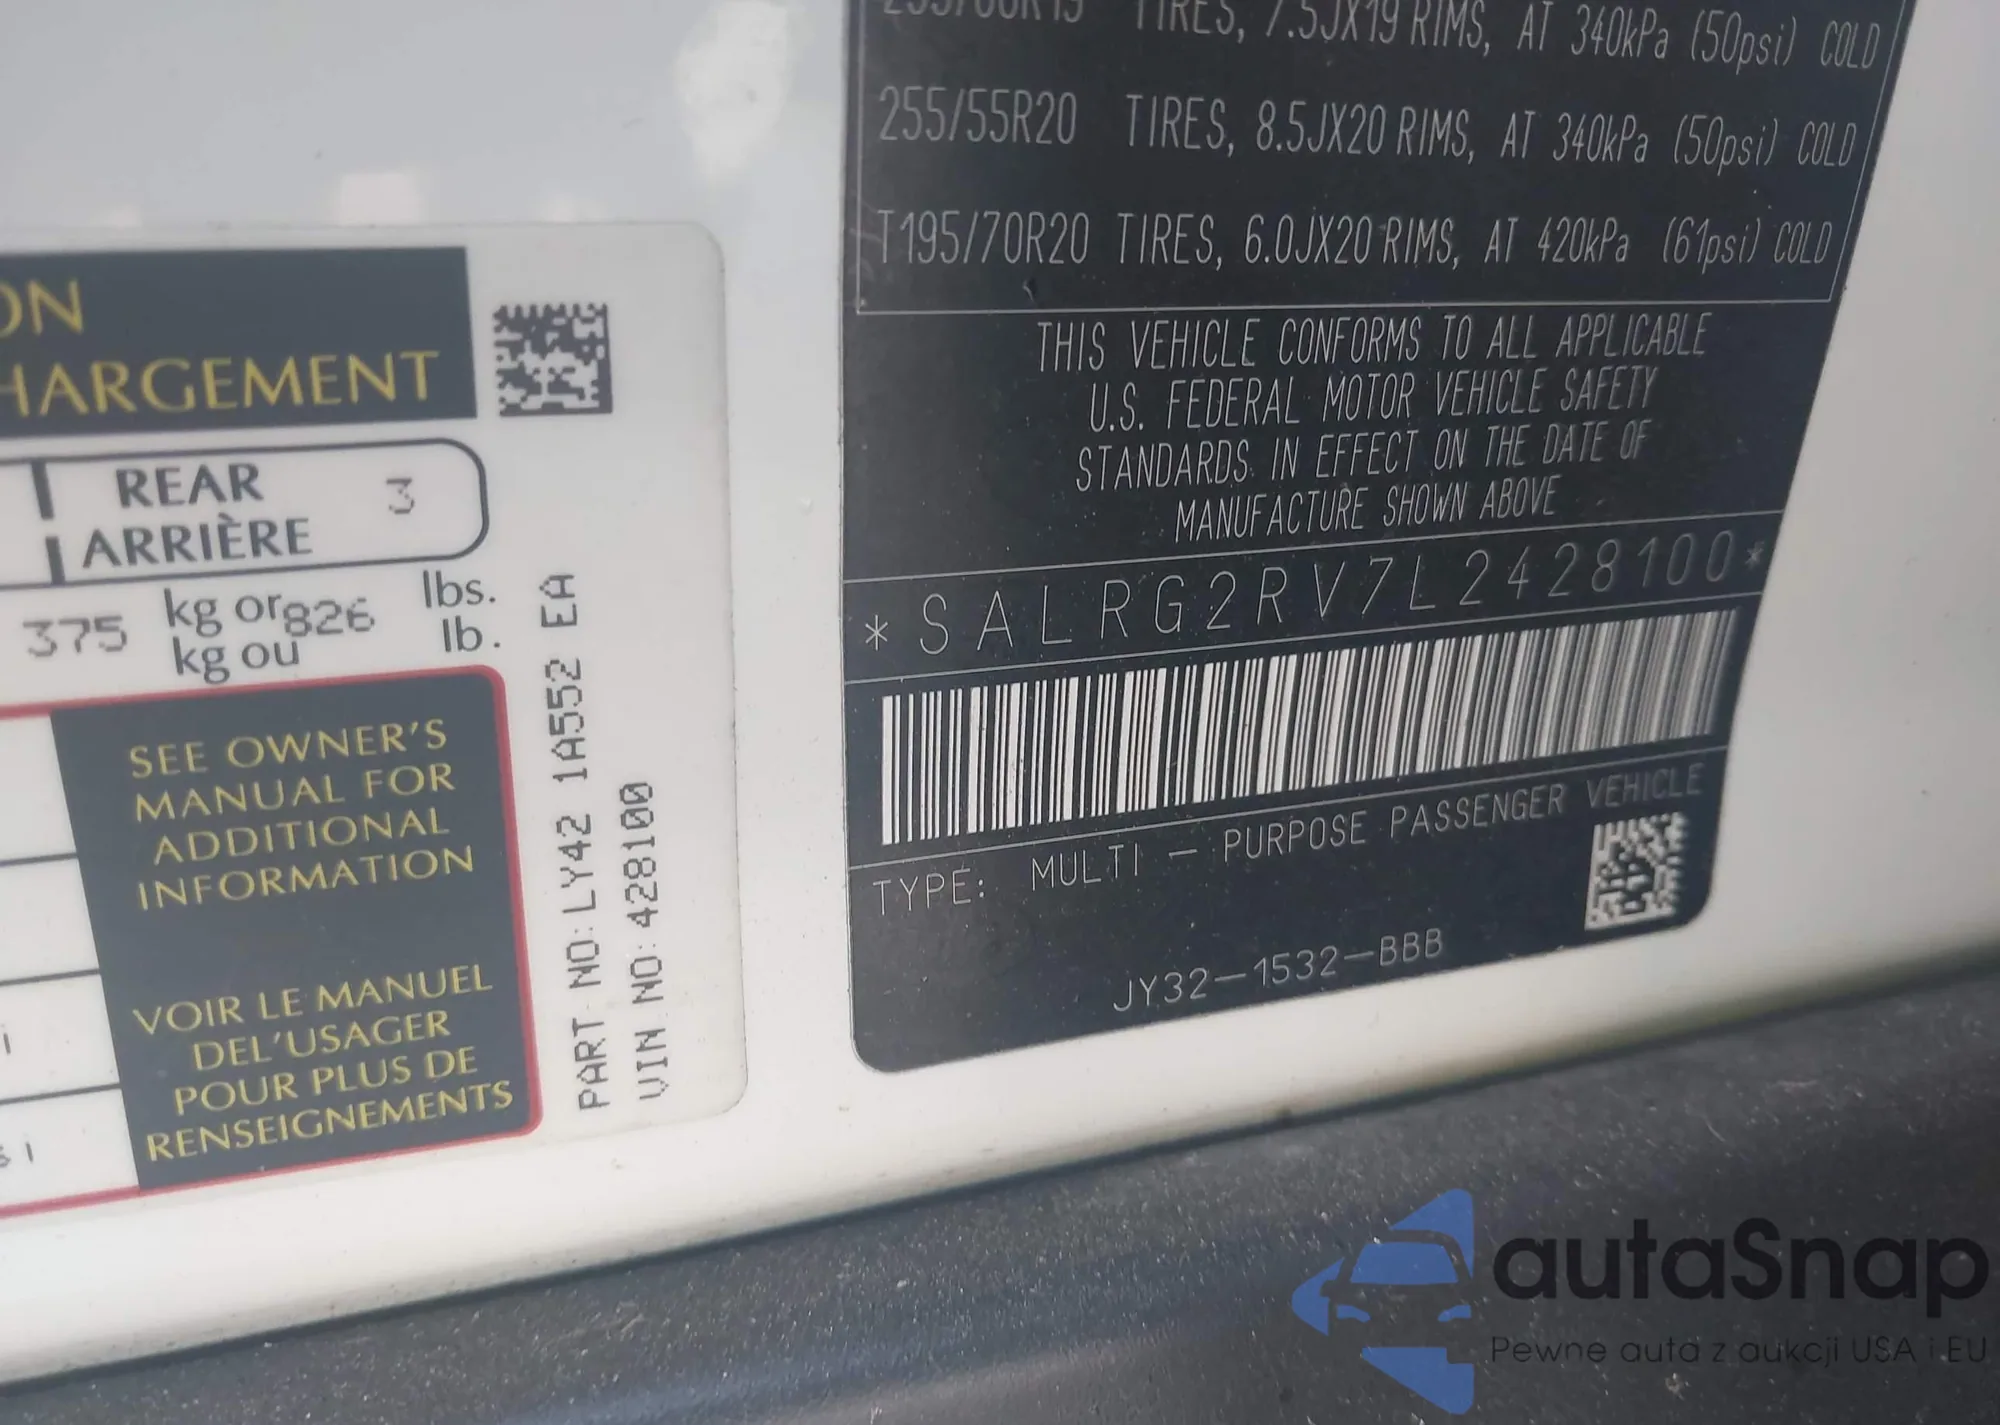 ON
HARGEMENT
REAR
ARRIÈRE
3
375 kg or 826 lbs.
kg ou lb.
SEE OWNER'S
MANUAL FOR
ADDITIONAL
INFORMATION
VOIR LE MANUEL
DEL'USAGER
POUR PLUS DE
RENSEIGNEMENTS
PART NO:LY42 1A552 EA
VIN NO:428100
TIRES, 7.5JX19 RIMS, AT 340kPa (50psi) COLD
255/55R20 TIRES, 8.5JX20 RIMS, AT 340kPa (50psi) COLD
T195/70R20 TIRES, 6.0JX20 RIMS, AT 420kPa (61psi) COLD
THIS VEHICLE CONFORMS TO ALL APPLICABLE
U.S. FEDERAL MOTOR VEHICLE SAFETY
STANDARDS IN EFFECT ON THE DATE OF
MANUFACTURE SHOWN ABOVE
*SALRG2RV7L2428100*
TYPE: MULTI - PURPOSE PASSENGER VEHICLE
JY32-1532-BBB
autaSnap
Pewne auta z aukcji USA i EU